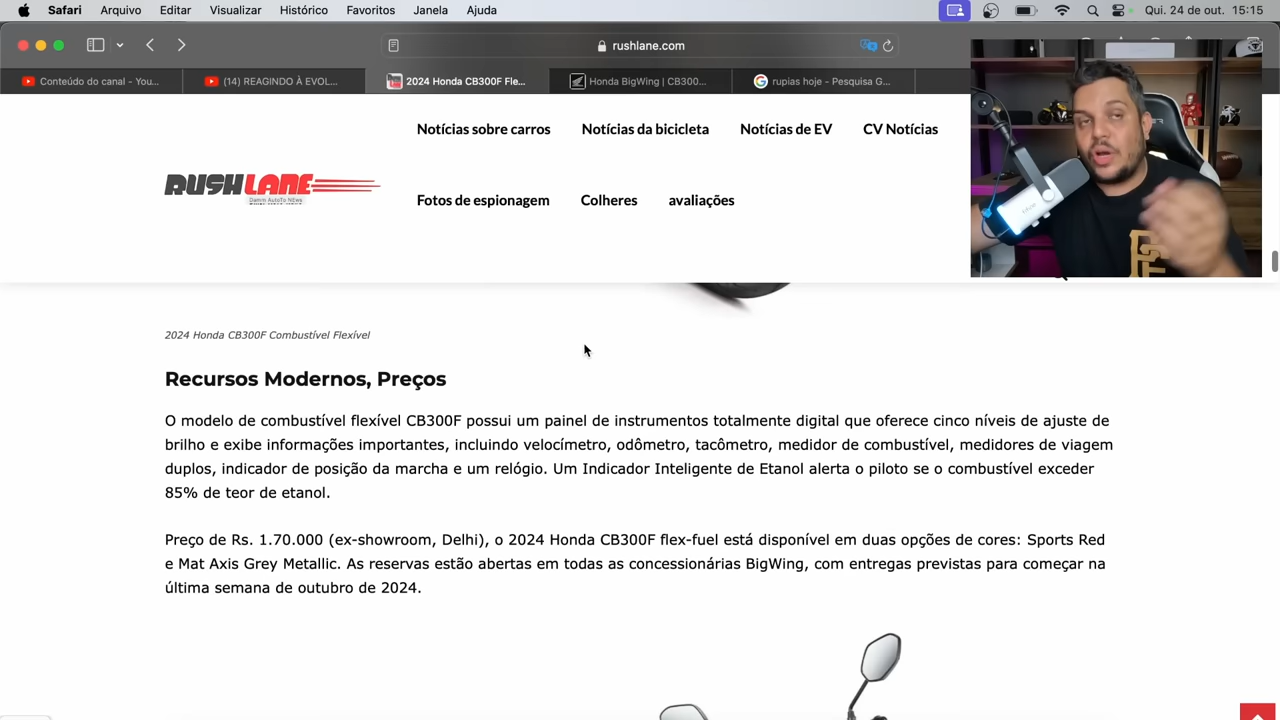 Safari Arquivo Editar Visualizar Histórico Favoritos Janela Ajuda Qui. 24 de out. 15:15
rushlane.com
Conteúdo do canal - You... (14) REAGINDO À EVOL... 2024 Honda CB300F Fle... Honda BigWing | CB300... rupias hoje - Pesquisa G...
Notícias sobre carros Notícias da bicicleta Notícias de EV CV Notícias
RUSHLANE
Damm AutoTo NEws
Fotos de espionagem Colheres avaliações
2024 Honda CB300F Combustível Flexível
Recursos Modernos, Preços
O modelo de combustível flexível CB300F possui um painel de instrumentos totalmente digital que oferece cinco níveis de ajuste de
brilho e exibe informações importantes, incluindo velocímetro, odômetro, tacômetro, medidor de combustível, medidores de viagem
duplos, indicador de posição da marcha e um relógio. Um Indicador Inteligente de Etanol alerta o piloto se o combustível exceder
85% de teor de etanol.
Preço de Rs. 1.70.000 (ex-showroom, Delhi), o 2024 Honda CB300F flex-fuel está disponível em duas opções de cores: Sports Red
e Mat Axis Grey Metallic. As reservas estão abertas em todas as concessionárias BigWing, com entregas previstas para começar na
última semana de outubro de 2024.